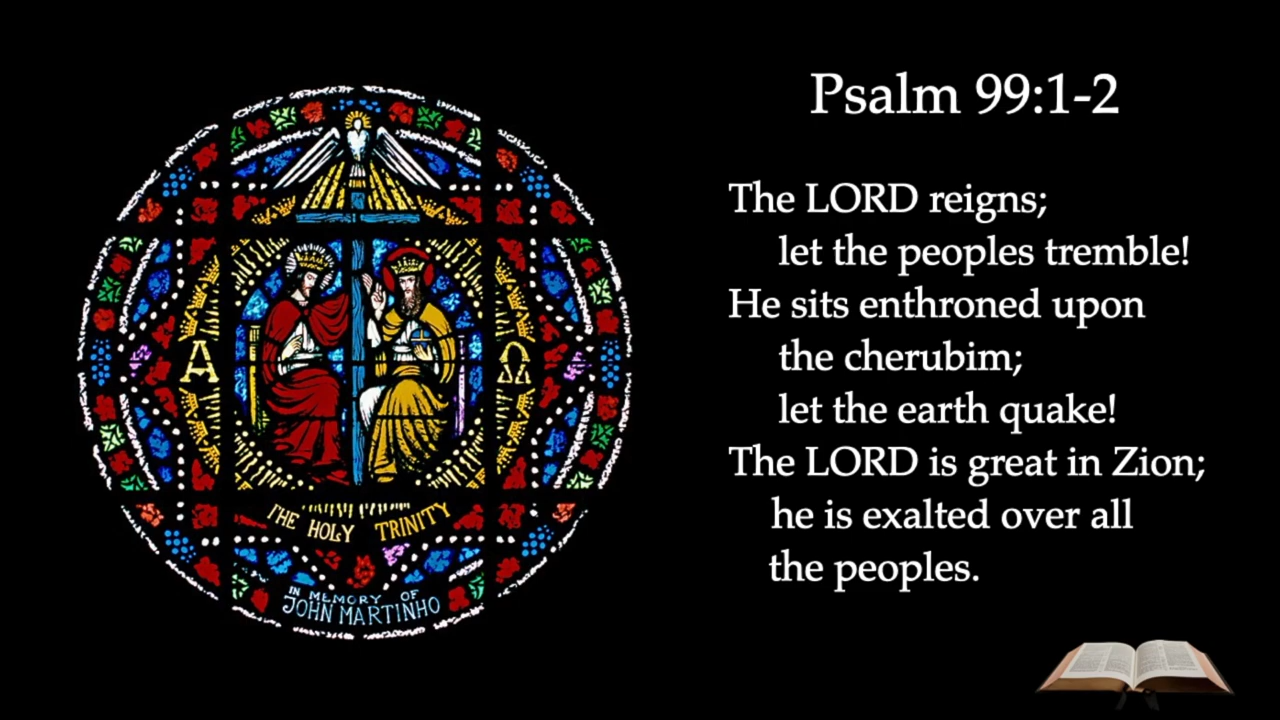 Α
Ω
THE HOLY TRINITY
IN MEMORY OF
JOHN MARTINHO
Psalm 99:1-2
The LORD reigns;
let the peoples tremble!
He sits enthroned upon
the cherubim;
let the earth quake!
The LORD is great in Zion;
he is exalted over all
the peoples.